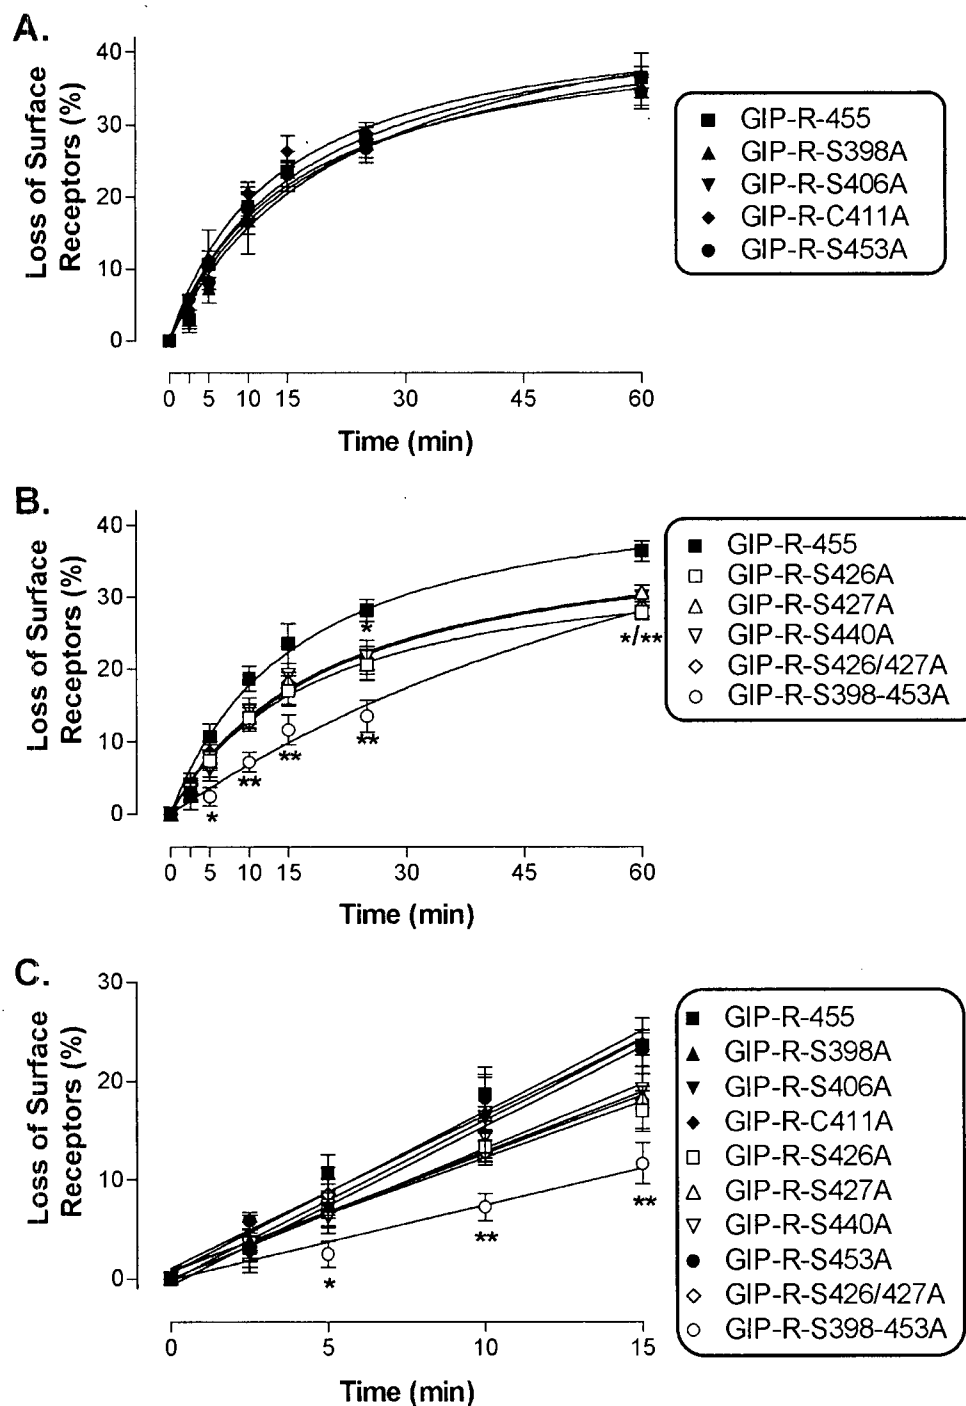 A.
Loss of Surface
Receptors (%)
40
30
20
10
0
0 5 10 15 30 45 60
Time (min)
GIP-R-455
GIP-R-S398A
GIP-R-S406A
GIP-R-C411A
GIP-R-S453A
B.
Loss of Surface
Receptors (%)
40
30
20
10
0
*
** ** **
*
*/**
0 5 10 15 30 45 60
Time (min)
GIP-R-455
GIP-R-S426A
GIP-R-S427A
GIP-R-S440A
GIP-R-S426/427A
GIP-R-S398-453A
C.
Loss of Surface
Receptors (%)
30
20
10
0
* ** **
0 5 10 15
Time (min)
GIP-R-455
GIP-R-S398A
GIP-R-S406A
GIP-R-C411A
GIP-R-S426A
GIP-R-S427A
GIP-R-S440A
GIP-R-S453A
GIP-R-S426/427A
GIP-R-S398-453A